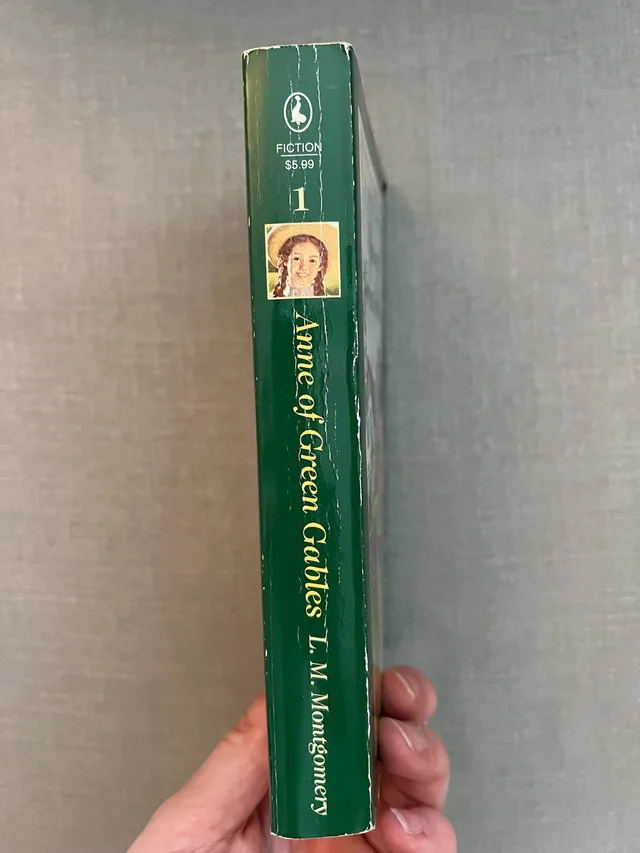 FICTION
$5.99
1
Anne of Green Gables
L. M. Montgomery